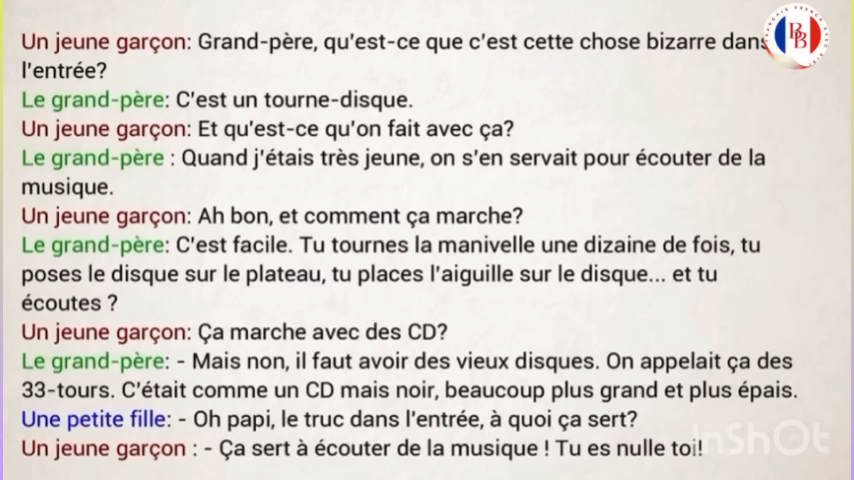 Un jeune garçon: Grand-père, qu'est-ce que c'est cette chose bizarre dans
l'entrée?
Le grand-père: C'est un tourne-disque.
Un jeune garçon: Et qu'est-ce qu'on fait avec ça?
Le grand-père : Quand j'étais très jeune, on s'en servait pour écouter de la
musique.
Un jeune garçon: Ah bon, et comment ça marche?
Le grand-père: C'est facile. Tu tournes la manivelle une dizaine de fois, tu
poses le disque sur le plateau, tu places l'aiguille sur le disque... et tu
écoutes ?
Un jeune garçon: Ça marche avec des CD?
Le grand-père: - Mais non, il faut avoir des vieux disques. On appelait ça des
33-tours. C'était comme un CD mais noir, beaucoup plus grand et plus épais.
Une petite fille: - Oh papi, le truc dans l'entrée, à quoi ça sert?
Un jeune garçon : - Ça sert à écouter de la musique ! Tu es nulle toi!
InShOt